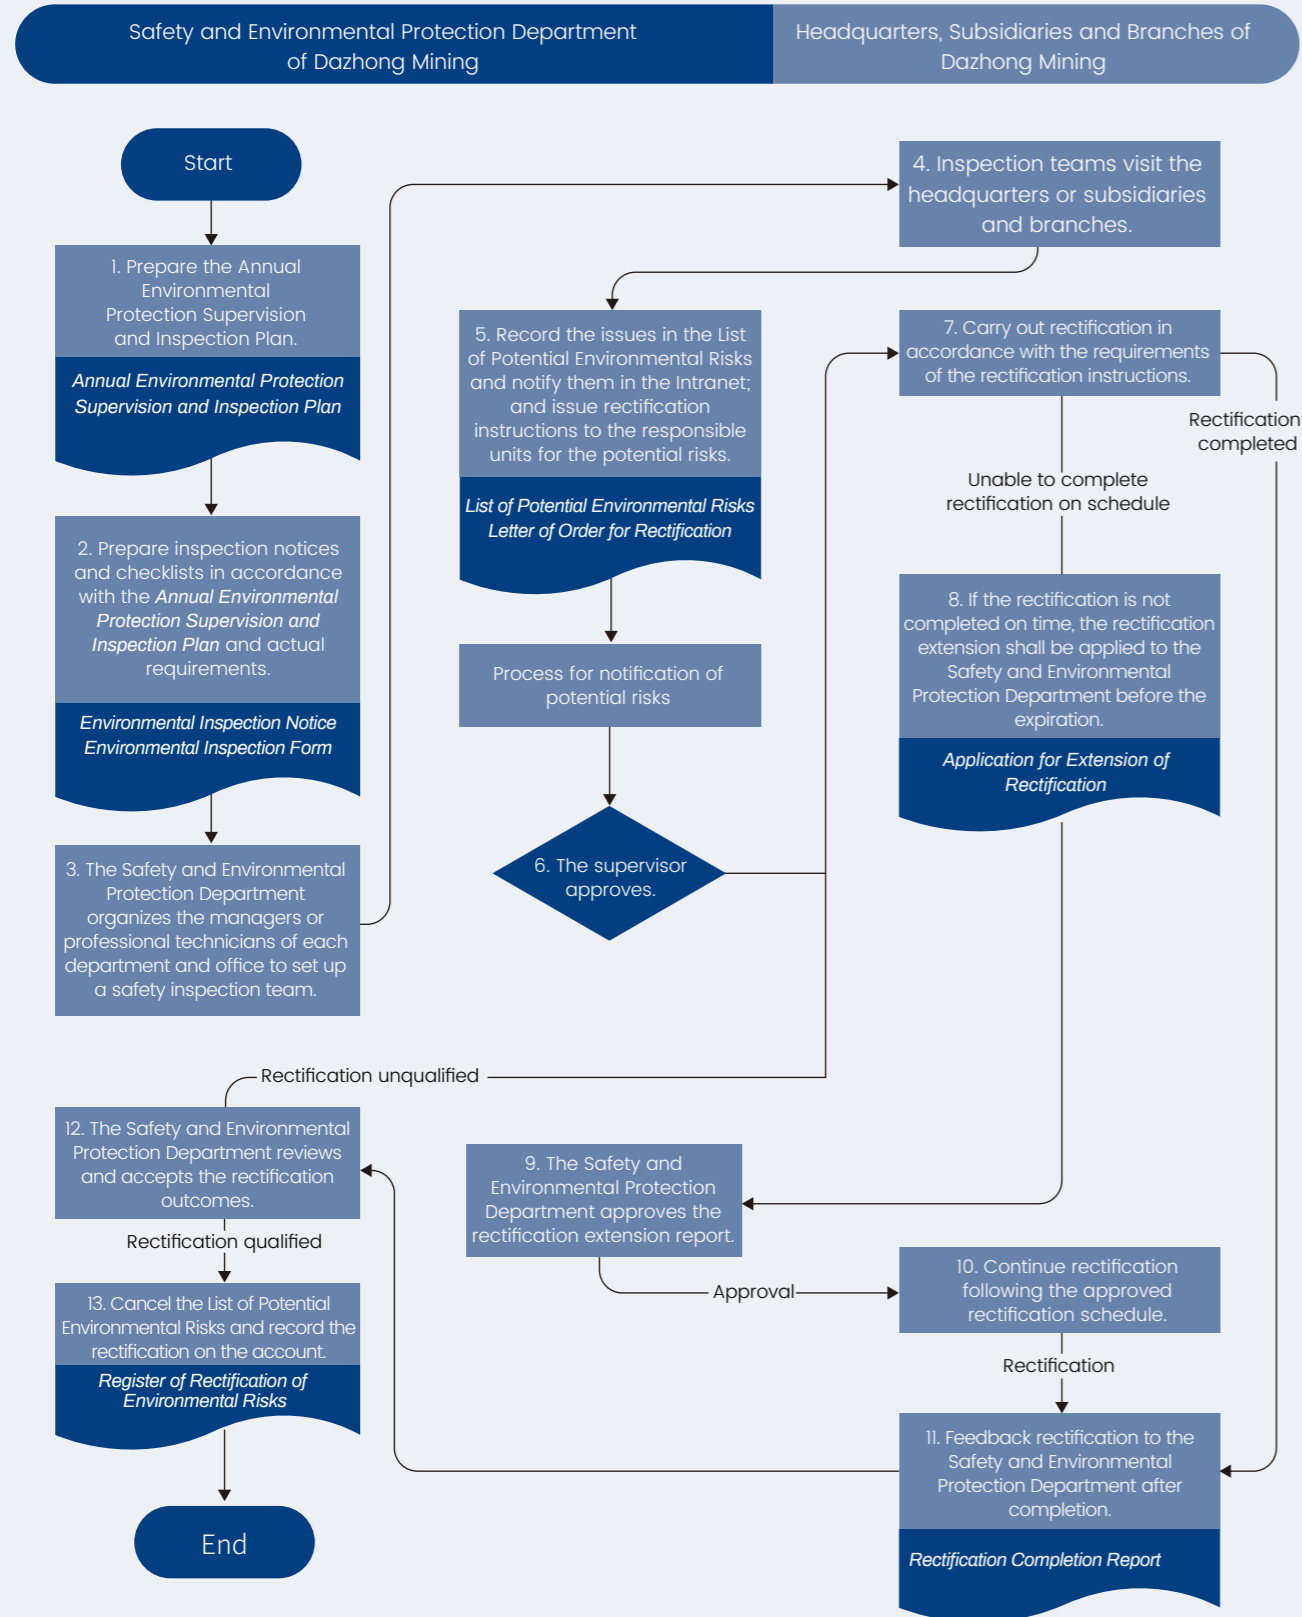 Safety and Environmental Protection Department
of Dazhong Mining
Headquarters, Subsidiaries and Branches of
Dazhong Mining
Start
1. Prepare the Annual
Environmental
Protection Supervision
and Inspection Plan.
Annual Environmental Protection
Supervision and Inspection Plan
2. Prepare inspection notices
and checklists in accordance
with the Annual Environmental
Protection Supervision and
Inspection Plan and actual
requirements.
Environmental Inspection Notice
Environmental Inspection Form
3. The Safety and Environmental
Protection Department
organizes the managers or
professional technicians of each
department and office to set up
a safety inspection team.
4. Inspection teams visit the
headquarters or subsidiaries
and branches.
5. Record the issues in the List
of Potential Environmental Risks
and notify them in the Intranet;
and issue rectification
instructions to the responsible
units for the potential risks.
List of Potential Environmental Risks
Letter of Order for Rectification
Process for notification of
potential risks
6. The supervisor
approves.
7. Carry out rectification in
accordance with the requirements
of the rectification instructions.
Rectification
completed
Unable to complete
rectification on schedule
8. If the rectification is not
completed on time, the rectification
extension shall be applied to the
Safety and Environmental
Protection Department before the
expiration.
Application for Extension of
Rectification
9. The Safety and
Environmental Protection
Department approves the
rectification extension report.
Approval
10. Continue rectification
following the approved
rectification schedule.
Rectification
11. Feedback rectification to the
Safety and Environmental
Protection Department after
completion.
Rectification Completion Report
Rectification unqualified
12. The Safety and Environmental
Protection Department reviews
and accepts the rectification
outcomes.
Rectification qualified
13. Cancel the List of Potential
Environmental Risks and record the
rectification on the account.
Register of Rectification of
Environmental Risks
End